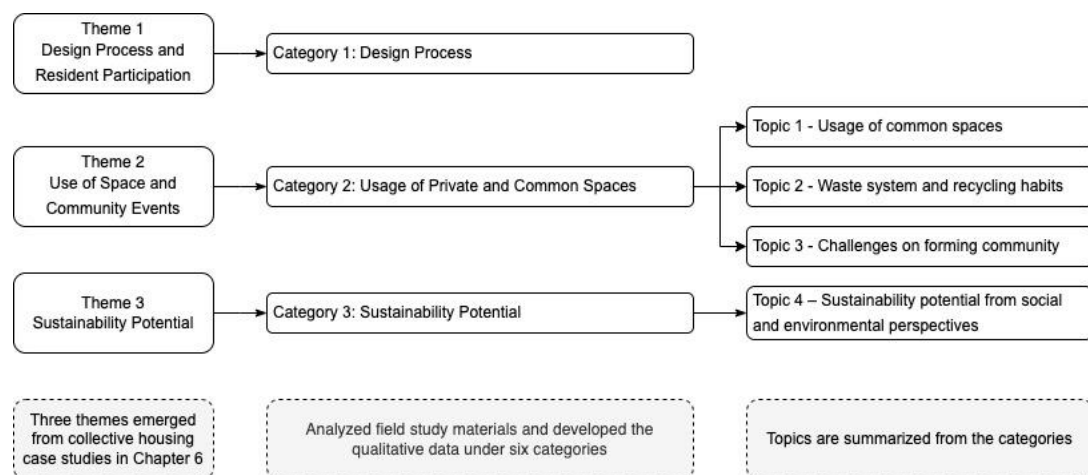 Theme 1
Design Process and
Resident Participation
Category 1: Design Process
Theme 2
Use of Space and
Community Events
Category 2: Usage of Private and Common Spaces
Topic 1 - Usage of common spaces
Topic 2 - Waste system and recycling habits
Topic 3 - Challenges on forming community
Theme 3
Sustainability Potential
Category 3: Sustainability Potential
Topic 4 – Sustainability potential from social
and environmental perspectives
Three themes emerged
from collective housing
case studies in Chapter 6
Analyzed field study materials and developed the
qualitative data under six categories
Topics are summarized from the categories